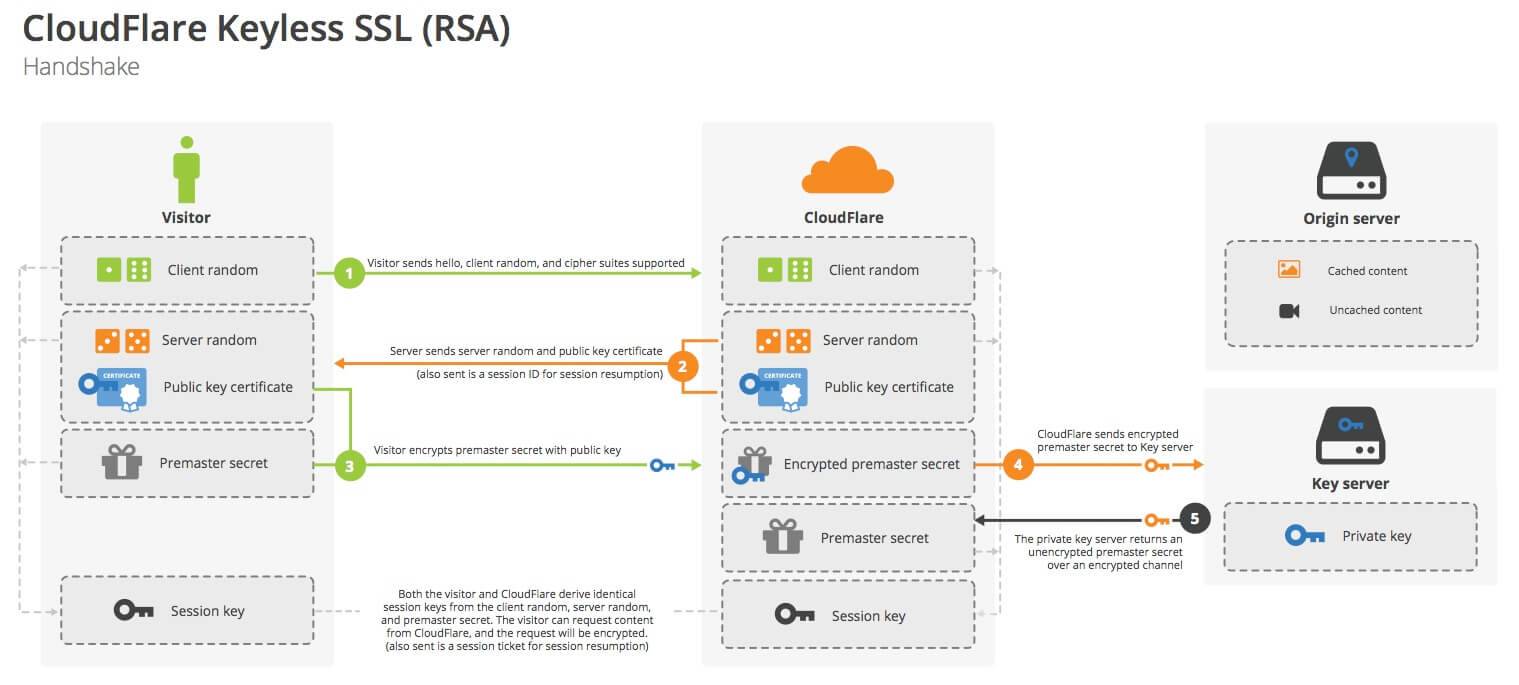 CloudFlare Keyless SSL (RSA)
Handshake
Visitor
Client random
Server random
CERTIFICATE
Public key certificate
Premaster secret
Session key
1
Visitor sends hello, client random, and cipher suites supported
Server sends server random and public key certificate
(also sent is a session ID for session resumption)
2
3
Visitor encrypts premaster secret with public key
Both the visitor and CloudFlare derive identical
session keys from the client random, server random,
and premaster secret. The visitor can request content
from CloudFlare, and the request will be encrypted.
(also sent is a session ticket for session resumption)
CloudFlare
Client random
Server random
CERTIFICATE
Public key certificate
Encrypted premaster secret
Premaster secret
Session key
4
CloudFlare sends encrypted
premaster secret to Key server
5
The private key server returns an
unencrypted premaster secret
over an encrypted channel
Origin server
Cached content
Uncached content
Key server
Private key